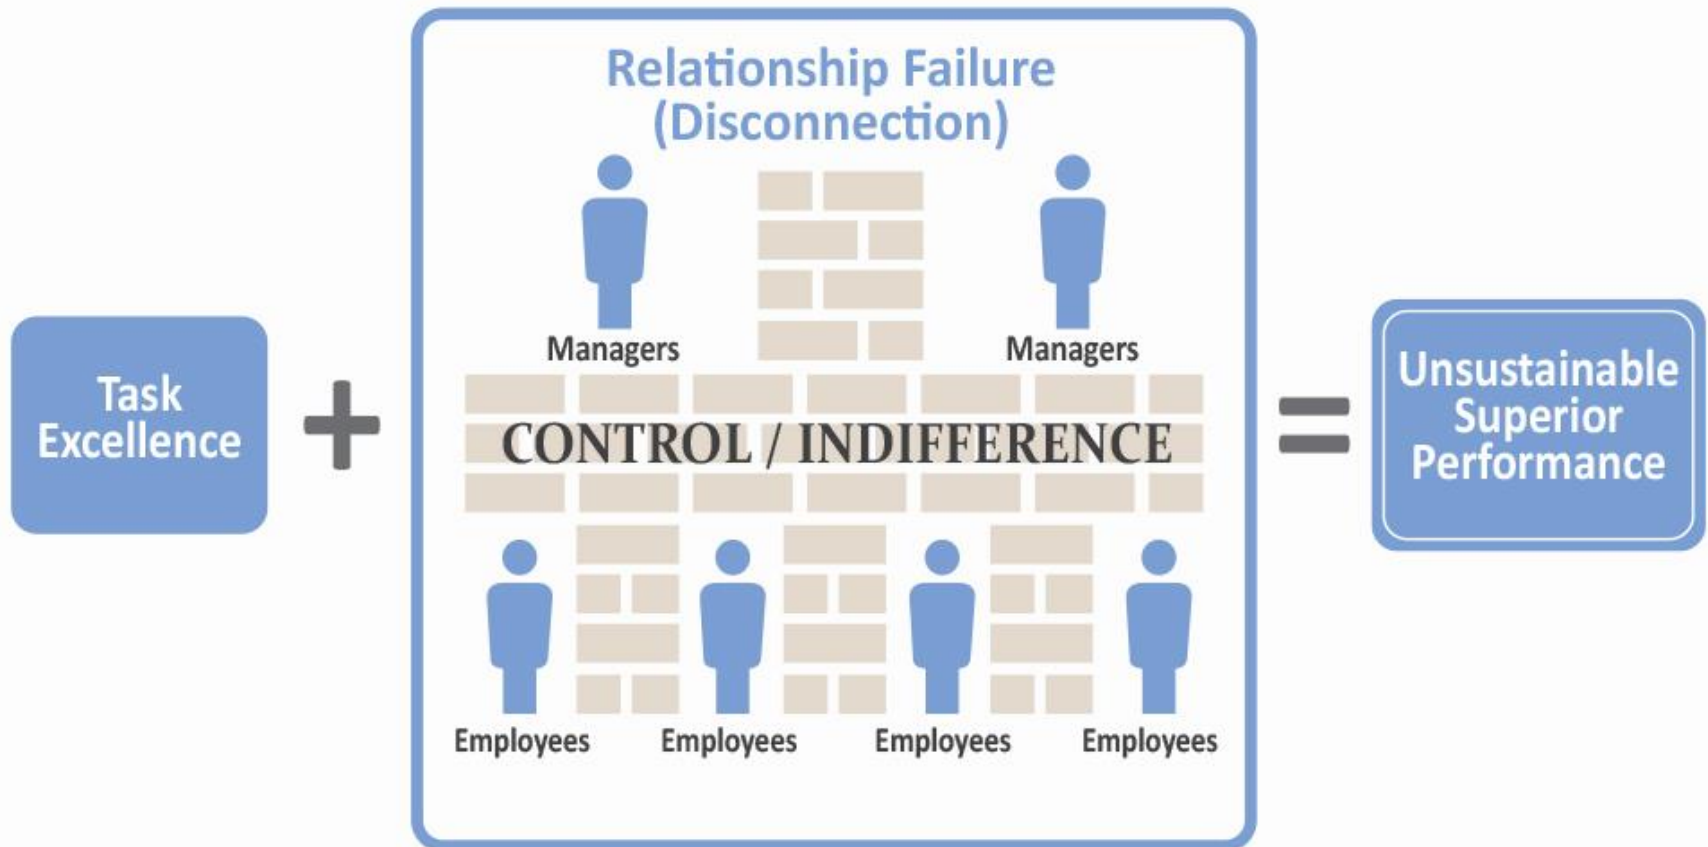 Relationship Failure
(Disconnection)
Managers
Managers
Task
Excellence
+
CONTROL / INDIFFERENCE
=
Unsustainable
Superior
Performance
Employees
Employees
Employees
Employees